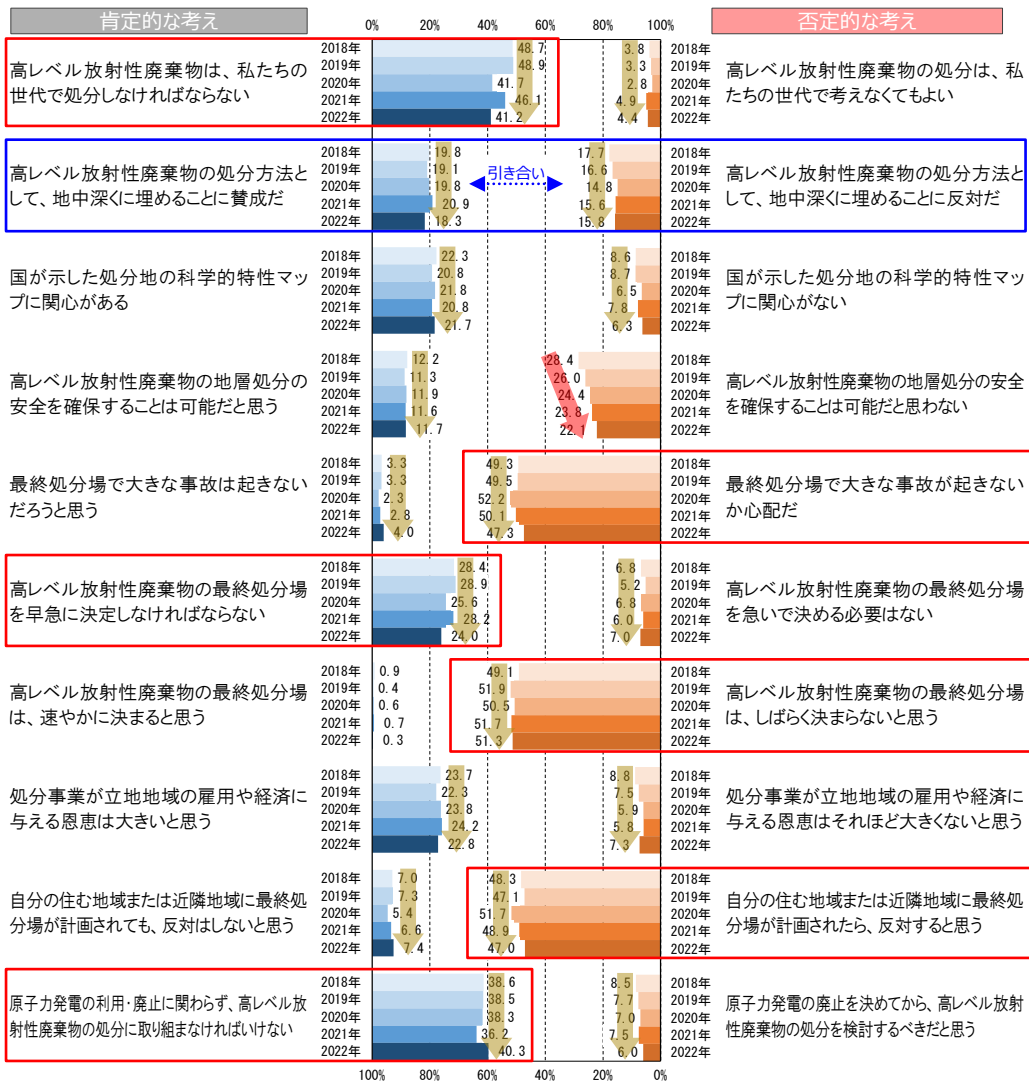 肯定的な考え
0% 20% 40% 60% 80% 100%
否定的な考え
高レベル放射性廃棄物は、私たちの
世代で処分しなければならない
2018年 48.7 3.8 2018年
2019年 48.9 3.3 2019年
2020年 41.7 2.8 2020年
2021年 46.1 4.9 2021年
2022年 41.2 4.4 2022年
高レベル放射性廃棄物の処分は、私
たちの世代で考えなくてもよい
高レベル放射性廃棄物の処分方法と
して、地中深くに埋めることに賛成だ
2018年 19.8 17.7 2018年
2019年 19.1 引き合い 16.6 2019年
2020年 19.8 14.8 2020年
2021年 20.9 15.6 2021年
2022年 18.3 15.8 2022年
高レベル放射性廃棄物の処分方法と
して、地中深くに埋めることに反対だ
国が示した処分地の科学的特性マッ
プに関心がある
2018年 22.3 8.6 2018年
2019年 20.8 8.7 2019年
2020年 21.8 6.5 2020年
2021年 20.8 7.8 2021年
2022年 21.7 6.3 2022年
国が示した処分地の科学的特性マッ
プに関心がない
高レベル放射性廃棄物の地層処分の
安全を確保することは可能だと思う
2018年 12.2 28.4 2018年
2019年 11.3 26.0 2019年
2020年 11.9 24.4 2020年
2021年 11.6 23.8 2021年
2022年 11.7 22.1 2022年
高レベル放射性廃棄物の地層処分の安全
を確保することは可能だと思わない
最終処分場で大きな事故は起きない
だろうと思う
2018年 3.3 49.3 2018年
2019年 3.3 49.5 2019年
2020年 2.3 52.2 2020年
2021年 2.8 50.1 2021年
2022年 4.0 47.3 2022年
最終処分場で大きな事故が起きない
か心配だ
高レベル放射性廃棄物の最終処分場
を早急に決定しなければならない
2018年 28.4 6.8 2018年
2019年 28.9 5.2 2019年
2020年 25.6 6.8 2020年
2021年 28.2 6.0 2021年
2022年 24.0 7.0 2022年
高レベル放射性廃棄物の最終処分場
を急いで決める必要はない
高レベル放射性廃棄物の最終処分場
は、速やかに決まると思う
2018年 0.9 49.1 2018年
2019年 0.4 51.9 2019年
2020年 0.6 50.5 2020年
2021年 0.7 51.7 2021年
2022年 0.3 51.3 2022年
高レベル放射性廃棄物の最終処分場
は、しばらく決まらないと思う
処分事業が立地地域の雇用や経済に
与える恩恵は大きいと思う
2018年 23.7 8.8 2018年
2019年 22.3 7.5 2019年
2020年 23.8 5.9 2020年
2021年 24.2 5.8 2021年
2022年 22.8 7.3 2022年
処分事業が立地地域の雇用や経済に
与える恩恵はそれほど大きくないと思う
自分の住む地域または近隣地域に最終処
分場が計画されても、反対はしないと思う
2018年 7.0 48.3 2018年
2019年 7.3 47.1 2019年
2020年 5.4 51.7 2020年
2021年 6.6 48.9 2021年
2022年 7.4 47.0 2022年
自分の住む地域または近隣地域に最終処
分場が計画されたら、反対すると思う
原子力発電の利用・廃止に関わらず、高レベル放
射性廃棄物の処分に取り組まなければいけない
2018年 38.6 8.5 2018年
2019年 38.5 7.7 2019年
2020年 38.3 7.0 2020年
2021年 36.2 7.5 2021年
2022年 40.3 6.0 2022年
原子力発電の廃止を決めてから、高レベル放射
性廃棄物の処分を検討するべきだと思う
100% 80% 60% 40% 20% 0%